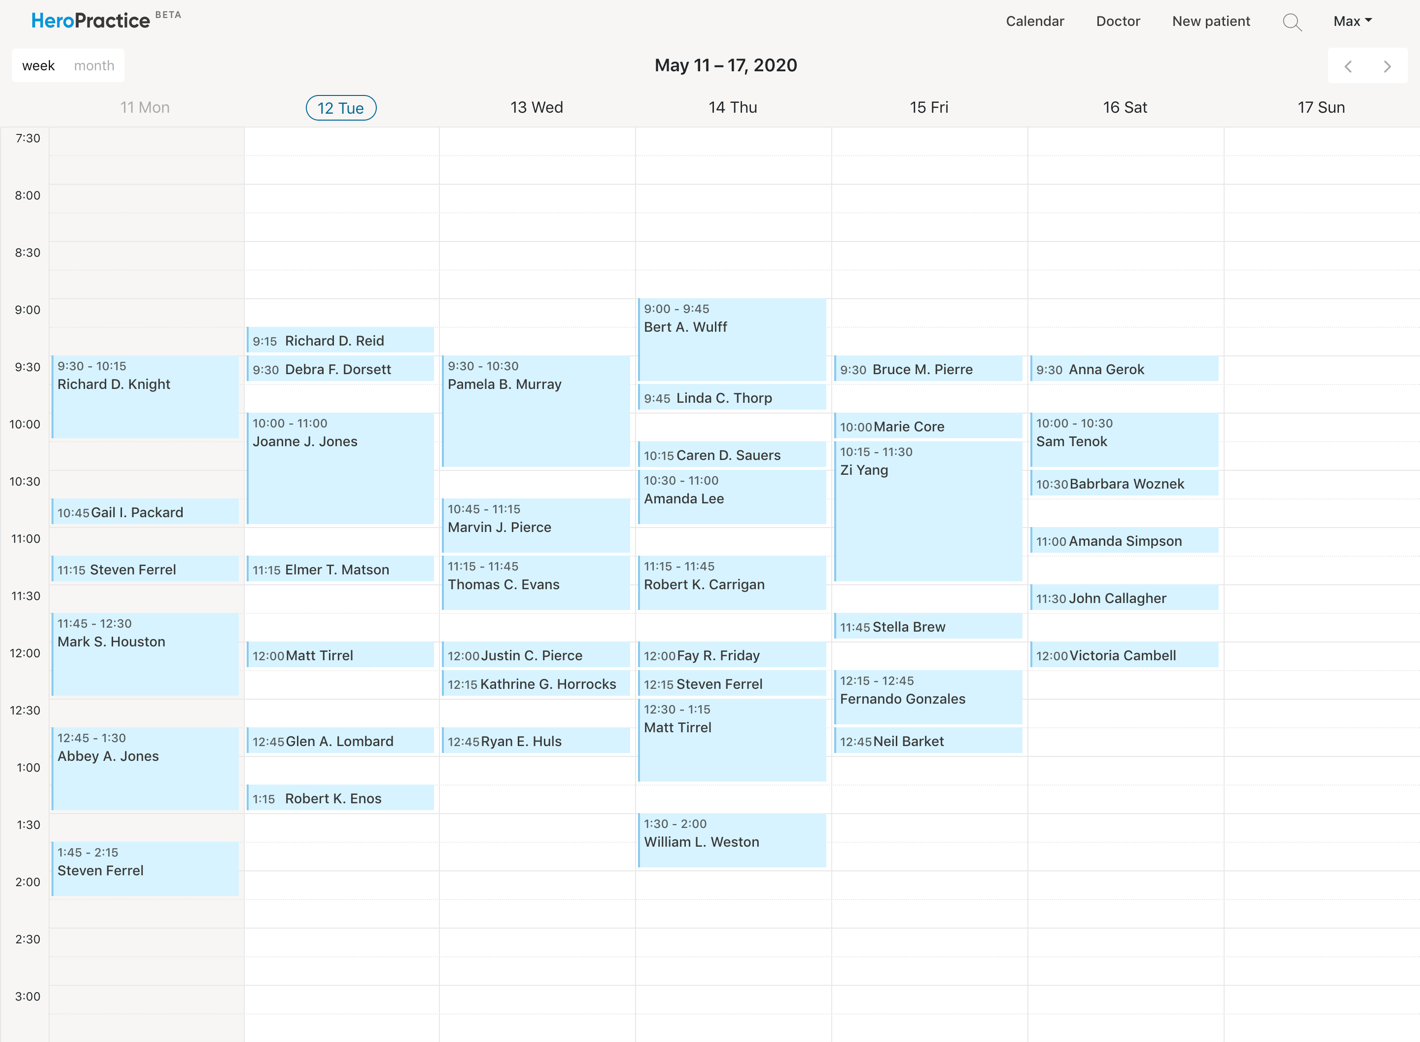 HeroPractice BETA
Calendar Doctor New patient Max
week month
May 11 – 17, 2020
11 Mon 12 Tue 13 Wed 14 Thu 15 Fri 16 Sat 17 Sun
7:30
8:00
8:30
9:00
9:30
10:00
10:30
11:00
11:30
12:00
12:30
1:00
1:30
2:00
2:30
3:00
9:30 - 10:15
Richard D. Knight
10:45 Gail I. Packard
11:15 Steven Ferrel
11:45 - 12:30
Mark S. Houston
12:45 - 1:30
Abbey A. Jones
1:45 - 2:15
Steven Ferrel
9:15 Richard D. Reid
9:30 Debra F. Dorsett
10:00 - 11:00
Joanne J. Jones
11:15 Elmer T. Matson
12:00 Matt Tirrel
12:45 Glen A. Lombard
1:15 Robert K. Enos
9:30 - 10:30
Pamela B. Murray
10:45 - 11:15
Marvin J. Pierce
11:15 - 11:45
Thomas C. Evans
12:00 Justin C. Pierce
12:15 Kathrine G. Horrocks
12:45 Ryan E. Huls
9:00 - 9:45
Bert A. Wulff
9:45 Linda C. Thorp
10:15 Caren D. Sauers
10:30 - 11:00
Amanda Lee
11:15 - 11:45
Robert K. Carrigan
12:00 Fay R. Friday
12:15 Steven Ferrel
12:30 - 1:15
Matt Tirrel
1:30 - 2:00
William L. Weston
9:30 Bruce M. Pierre
10:00 Marie Core
10:15 - 11:30
Zi Yang
11:45 Stella Brew
12:15 - 12:45
Fernando Gonzales
12:45 Neil Barket
9:30 Anna Gerok
10:00 - 10:30
Sam Tenok
10:30 Babrbara Woznek
11:00 Amanda Simpson
11:30 John Callagher
12:00 Victoria Cambell